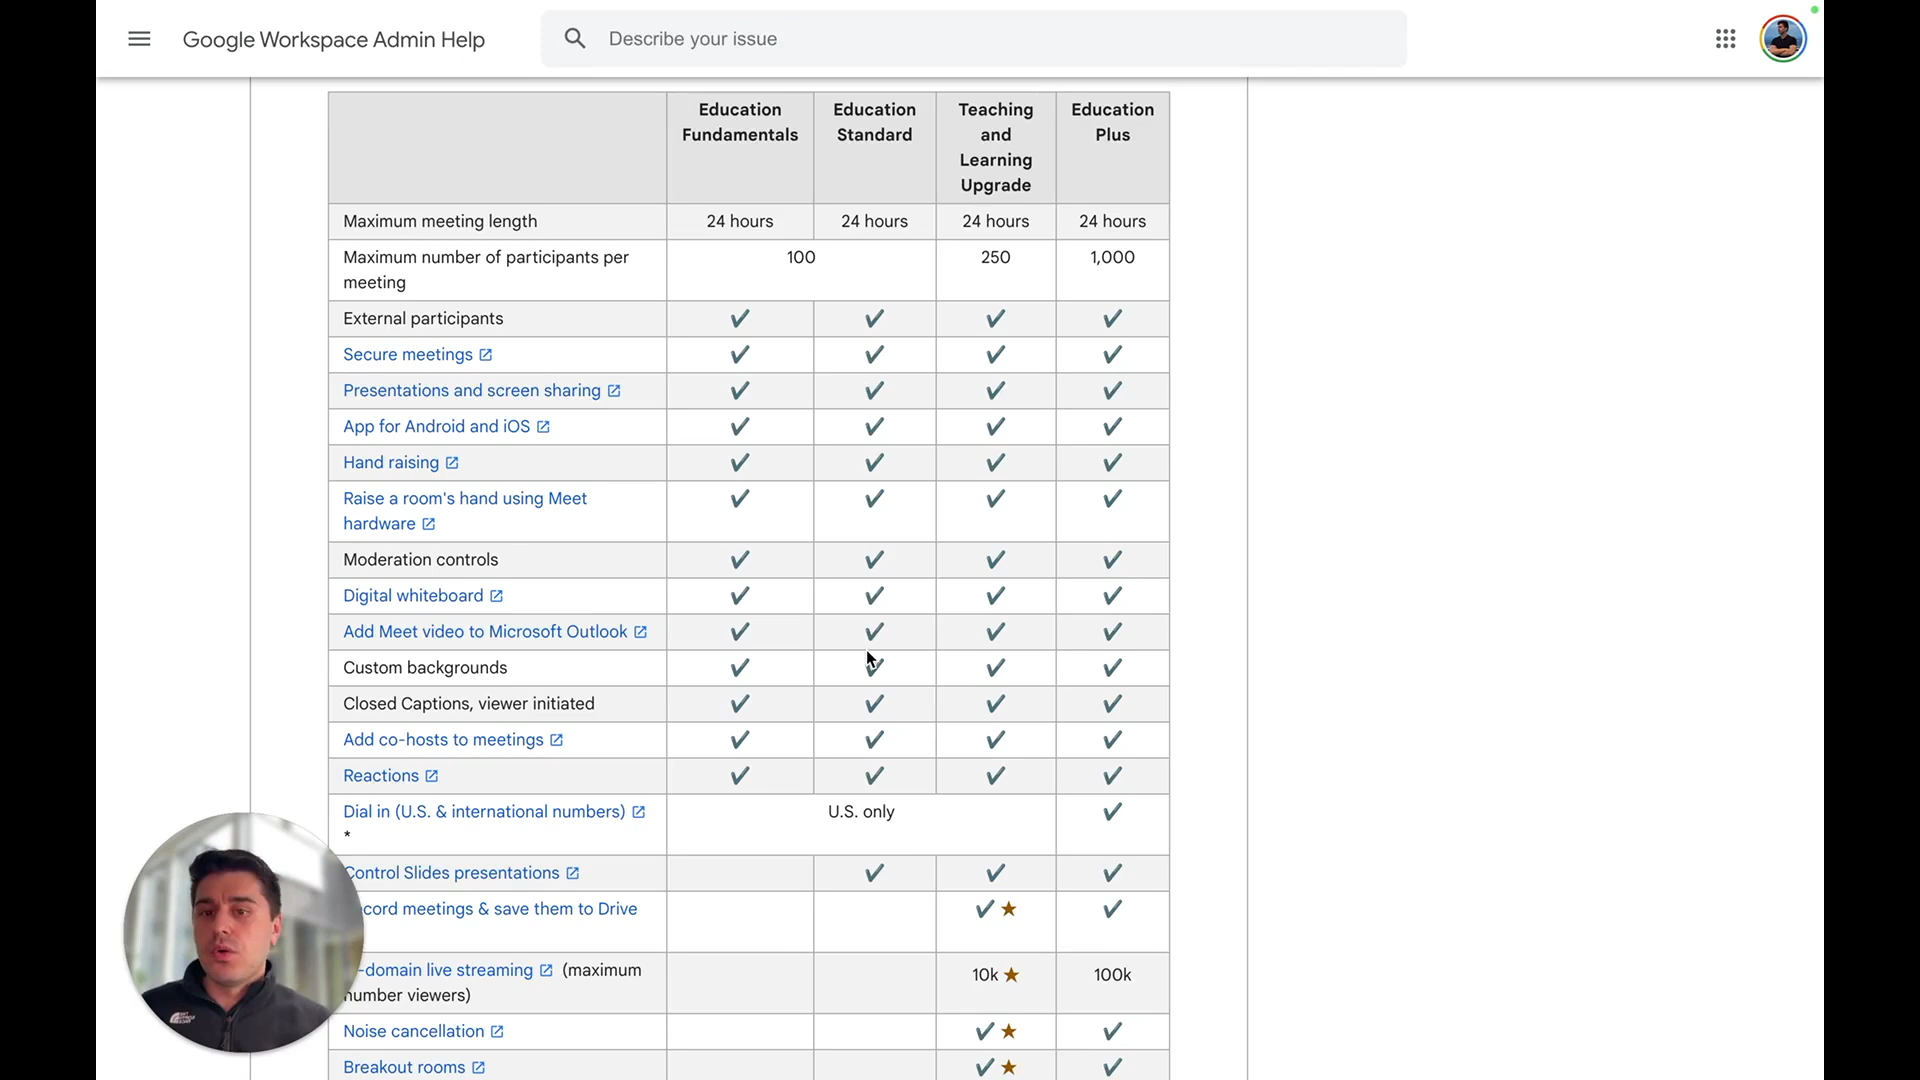 Google Workspace Admin Help
Describe your issue
Education
Fundamentals
Education
Standard
Teaching
and
Learning
Upgrade
Education
Plus
Maximum meeting length 24 hours 24 hours 24 hours 24 hours
Maximum number of participants per
meeting
100 250 1,000
External participants ✔ ✔ ✔ ✔
Secure meetings ✔ ✔ ✔ ✔
Presentations and screen sharing ✔ ✔ ✔ ✔
App for Android and iOS ✔ ✔ ✔ ✔
Hand raising ✔ ✔ ✔ ✔
Raise a room's hand using Meet
hardware
✔ ✔ ✔ ✔
Moderation controls ✔ ✔ ✔ ✔
Digital whiteboard ✔ ✔ ✔ ✔
Add Meet video to Microsoft Outlook ✔ ✔ ✔ ✔
Custom backgrounds ✔ ✔ ✔ ✔
Closed Captions, viewer initiated ✔ ✔ ✔ ✔
Add co-hosts to meetings ✔ ✔ ✔ ✔
Reactions ✔ ✔ ✔ ✔
Dial in (U.S. & international numbers)
*
U.S. only ✔
Control Slides presentations ✔ ✔ ✔
cord meetings & save them to Drive ✔ ★ ✔
-domain live streaming (maximum
number viewers)
10k ★ 100k
Noise cancellation ✔ ★ ✔
Breakout rooms ✔ ★ ✔